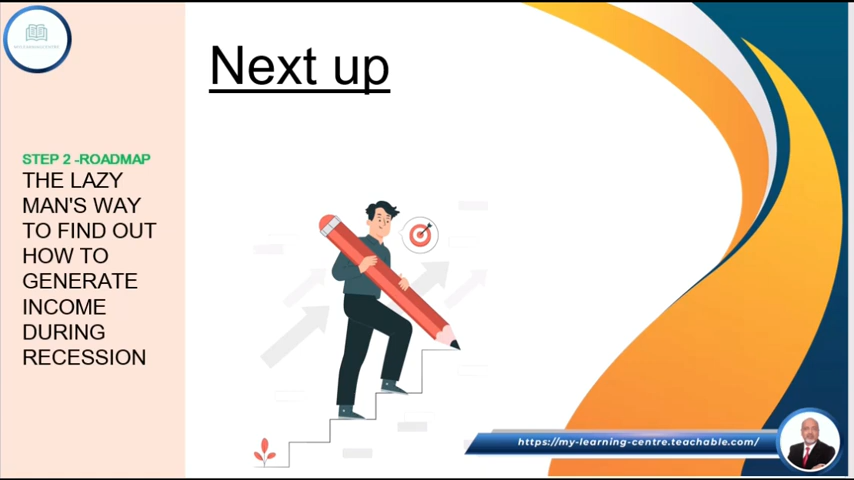 Next up
STEP 2 -ROADMAP
THE LAZY
MAN'S WAY
TO FIND OUT
HOW TO
GENERATE
INCOME
DURING
RECESSION
https://my-learning-centre.teachable.com/